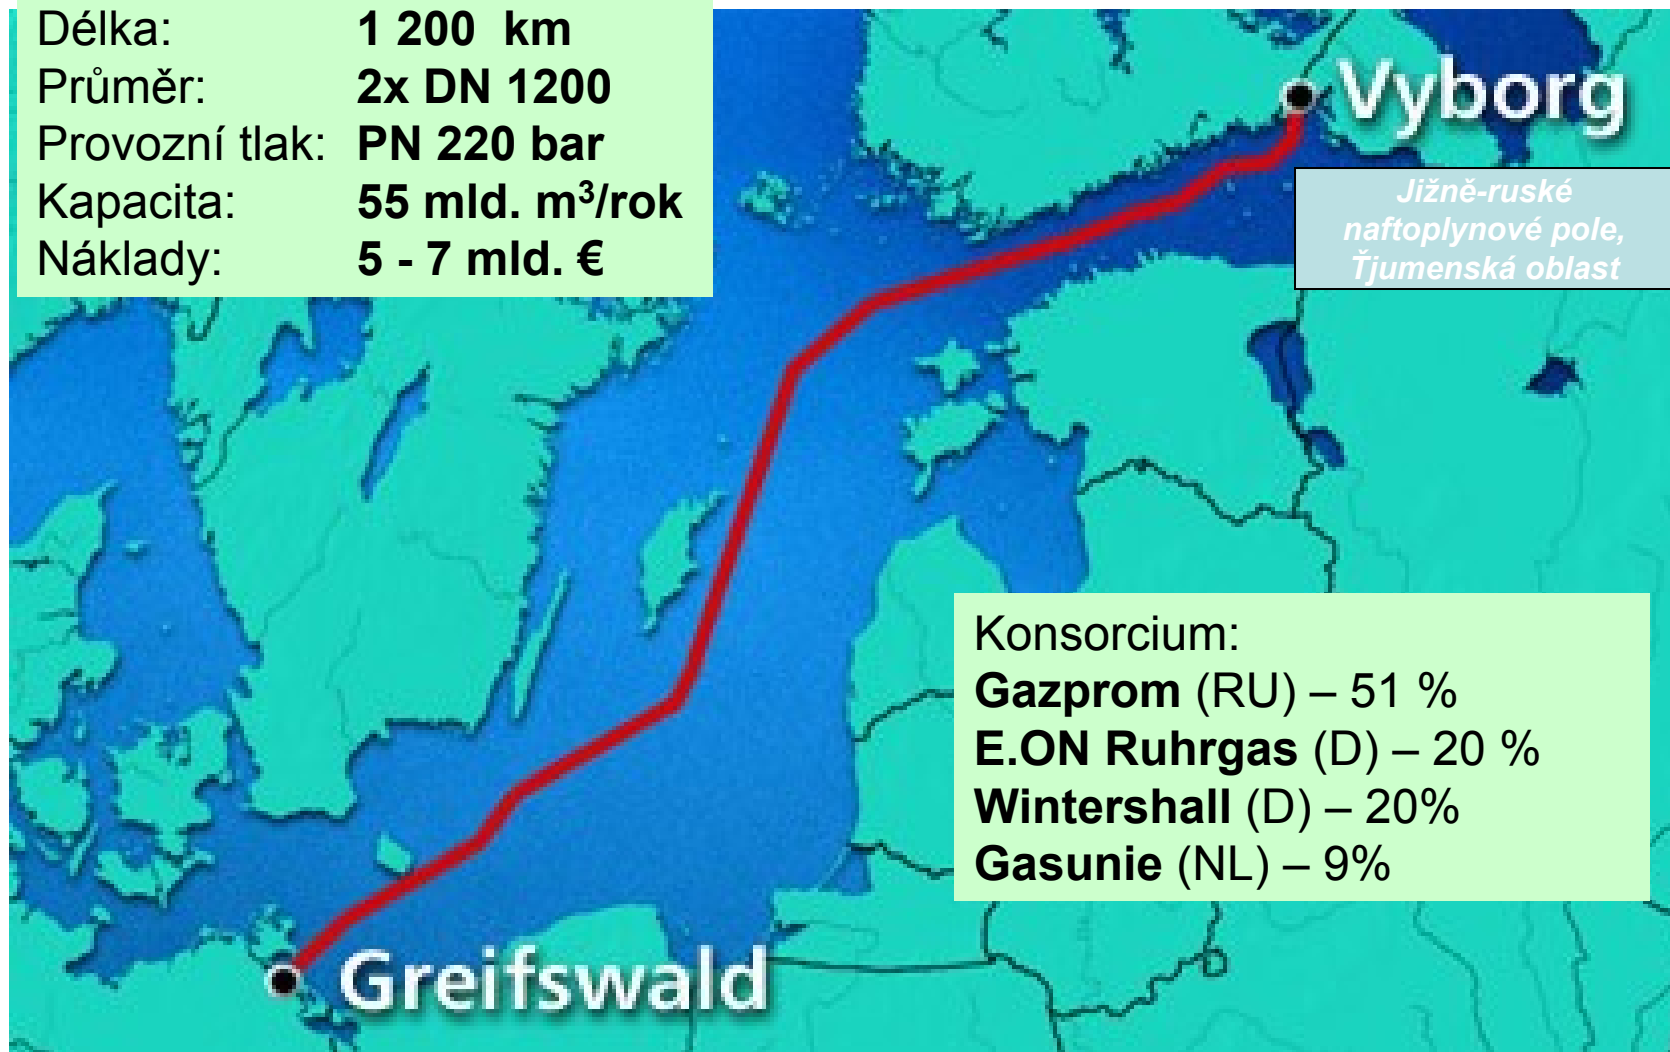 Délka: 1 200 km
Průměr: 2x DN 1200
Provozní tlak: PN 220 bar
Kapacita: 55 mld. m³/rok
Náklady: 5 - 7 mld. €
Vyborg
Jižně-ruské
naftoplynové pole,
Ťjumenská oblast
Konsorcium:
Gazprom (RU) – 51 %
E.ON Ruhrgas (D) – 20 %
Wintershall (D) – 20%
Gasunie (NL) – 9%
Greifswald